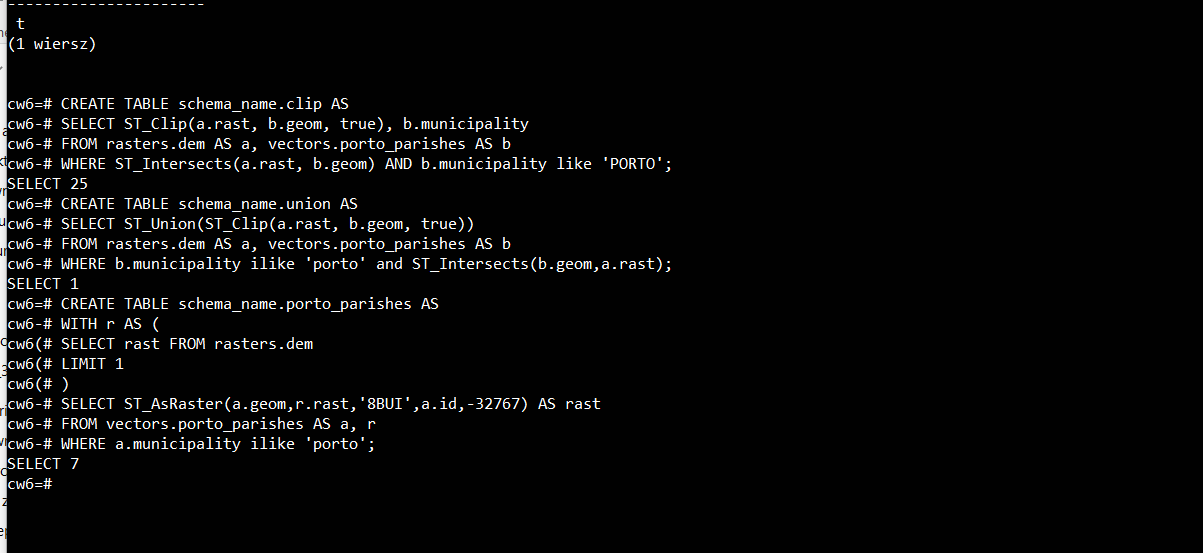 ----------------------
 t
(1 wiersz)
cw6=# CREATE TABLE schema_name.clip AS
cw6-# SELECT ST_Clip(a.rast, b.geom, true), b.municipality
cw6-# FROM rasters.dem AS a, vectors.porto_parishes AS b
cw6-# WHERE ST_Intersects(a.rast, b.geom) AND b.municipality like 'PORTO';
SELECT 25
cw6=# CREATE TABLE schema_name.union AS
cw6-# SELECT ST_Union(ST_Clip(a.rast, b.geom, true))
cw6-# FROM rasters.dem AS a, vectors.porto_parishes AS b
cw6-# WHERE b.municipality ilike 'porto' and ST_Intersects(b.geom,a.rast);
SELECT 1
cw6=# CREATE TABLE schema_name.porto_parishes AS
cw6-# WITH r AS (
cw6(# SELECT rast FROM rasters.dem
cw6(# LIMIT 1
cw6(# )
cw6-# SELECT ST_AsRaster(a.geom,r.rast,'8BUI',a.id,-32767) AS rast
cw6-# FROM vectors.porto_parishes AS a, r
cw6-# WHERE a.municipality ilike 'porto';
SELECT 7
cw6=#